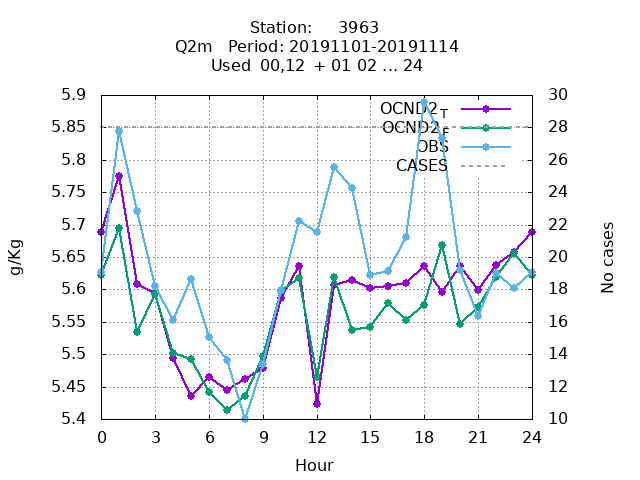 Station: 3963
Q2m Period: 20191101-20191114
Used 00,12 + 01 02 ... 24
5.9
5.85
5.8
5.75
5.7
5.65
5.6
5.55
5.5
5.45
5.4
g/Kg
OCND2T
OCND2F
OBS
CASES
30
28
26
24
22
20
18
16
14
12
10
No cases
0 3 6 9 12 15 18 21 24
Hour